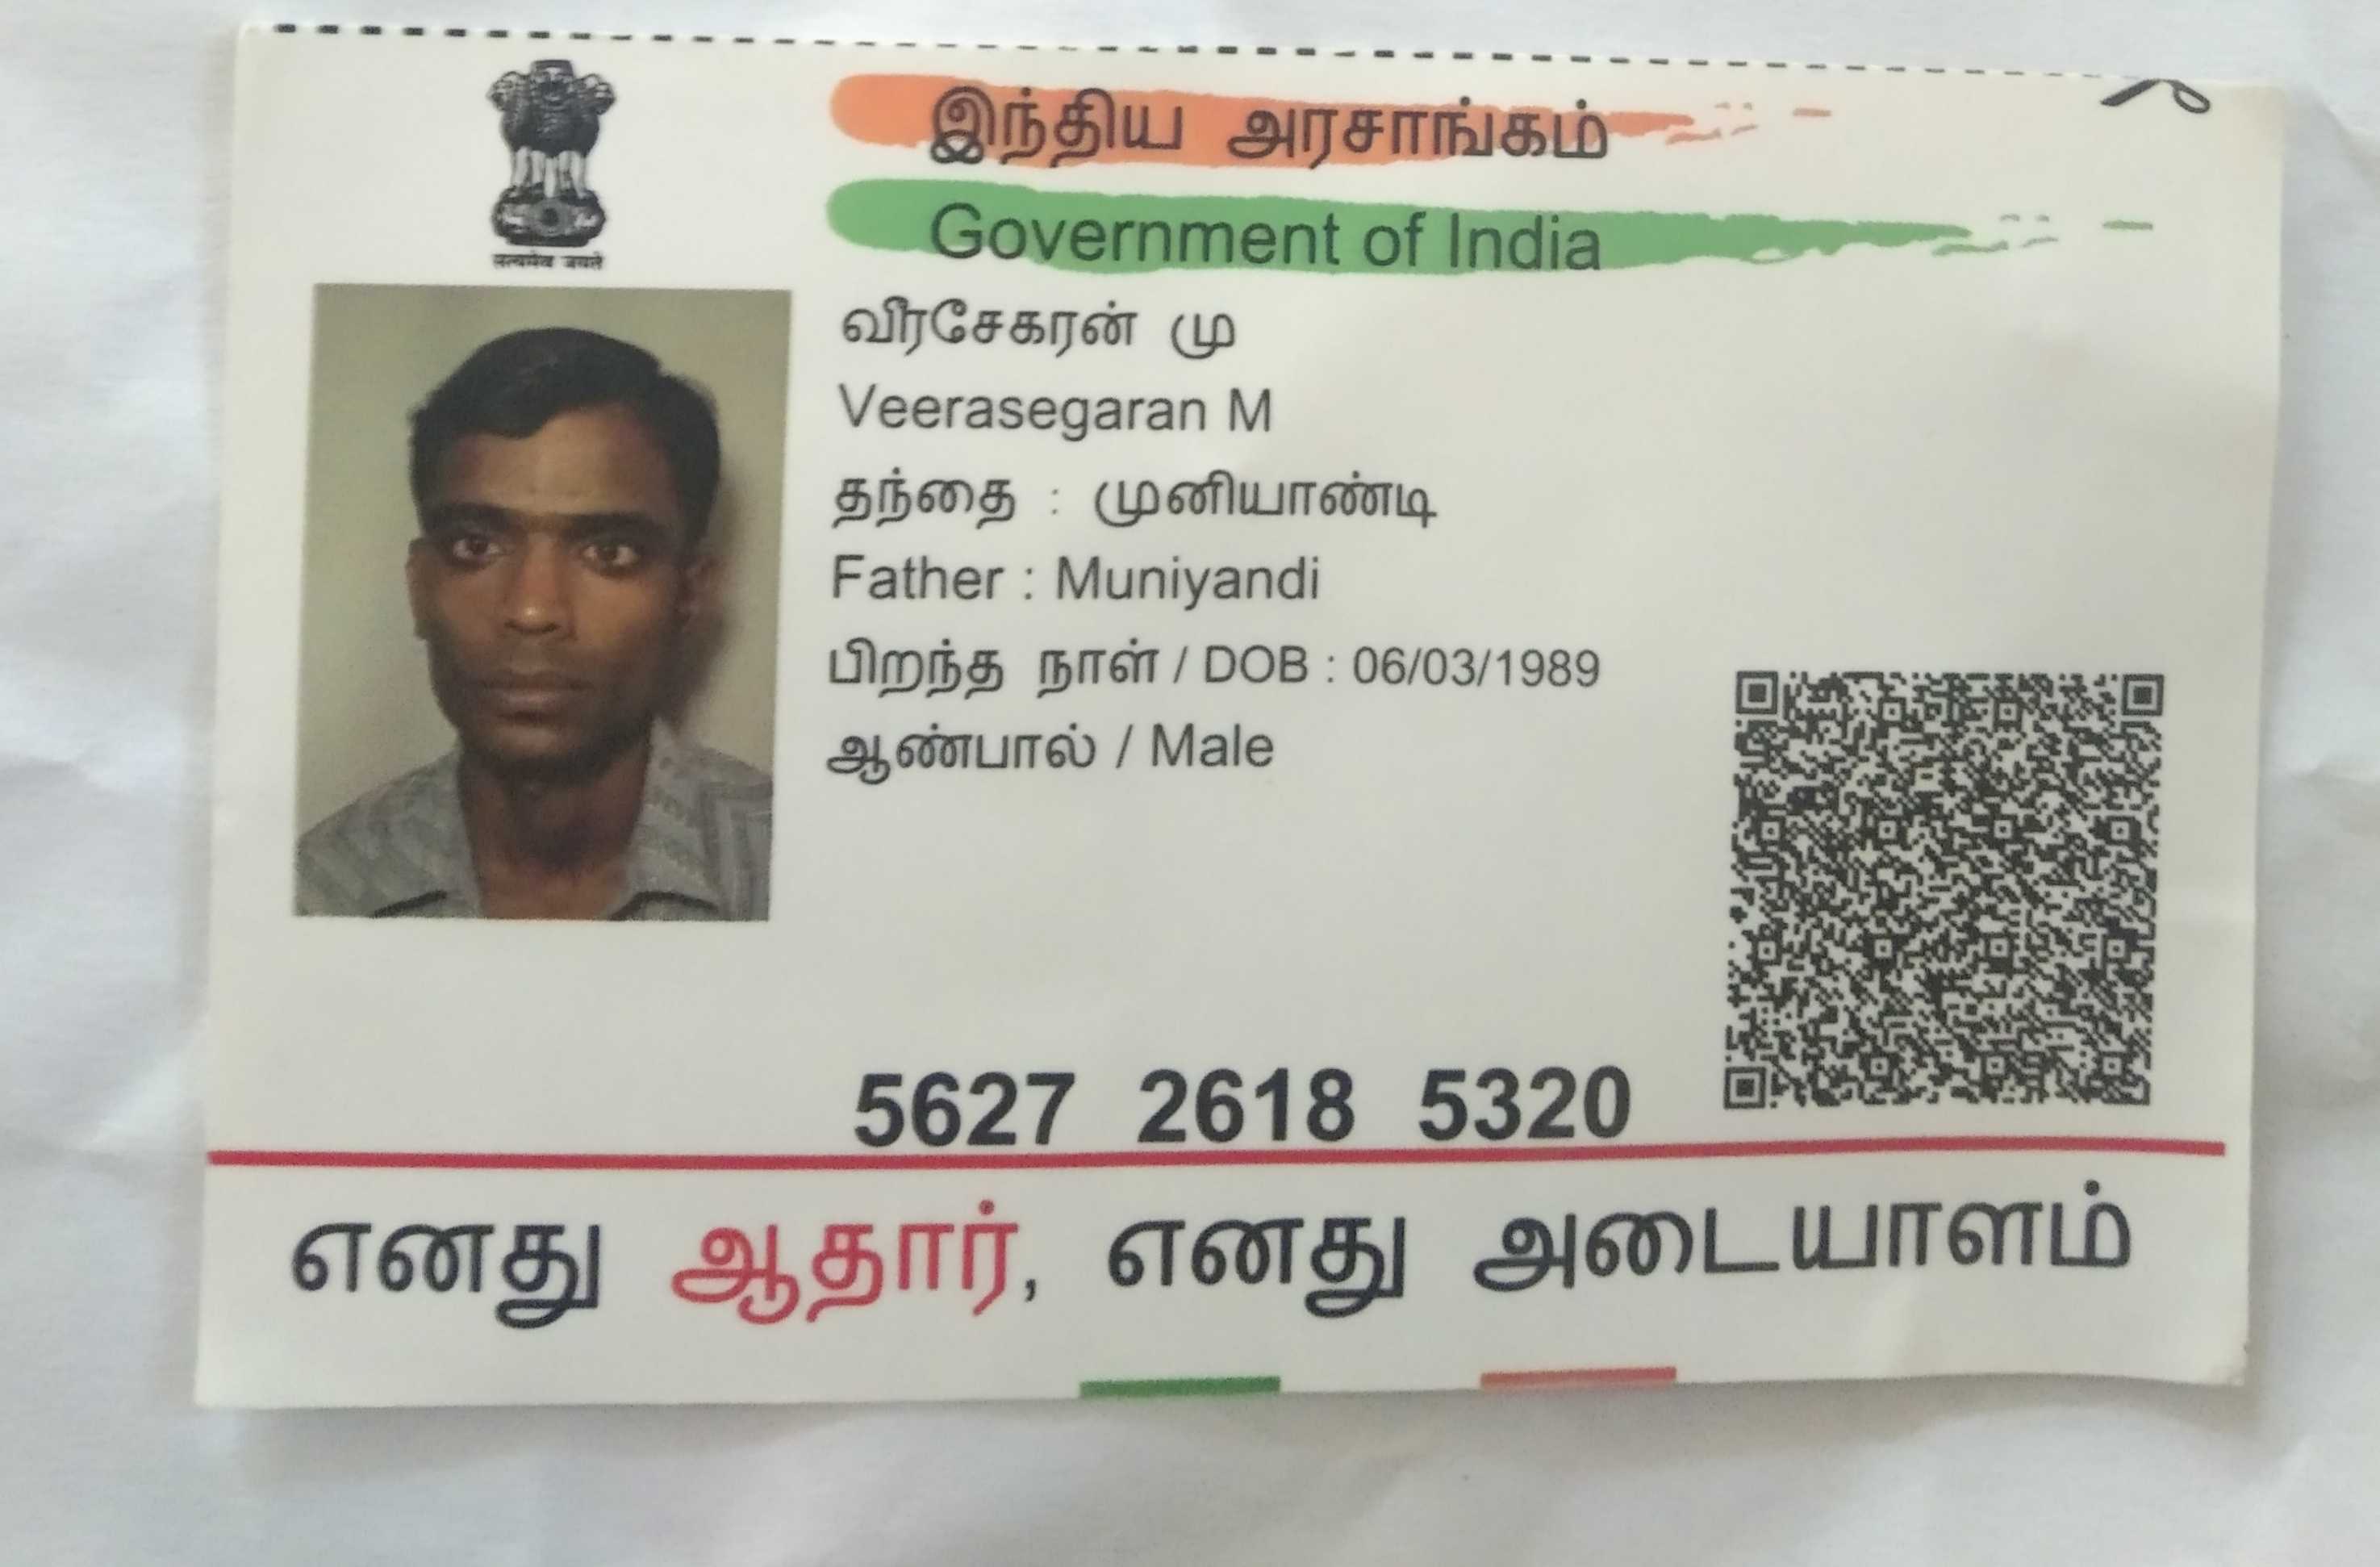 सत्यमेव जयते
இந்திய அரசாங்கம்
Government of India
வீரசேகரன் மு
Veerasegaran M
தந்தை : முனியாண்டி
Father : Muniyandi
பிறந்த நாள் / DOB : 06/03/1989
ஆண்பால் / Male
5627 2618 5320
எனது ஆதார், எனது அடையாளம்